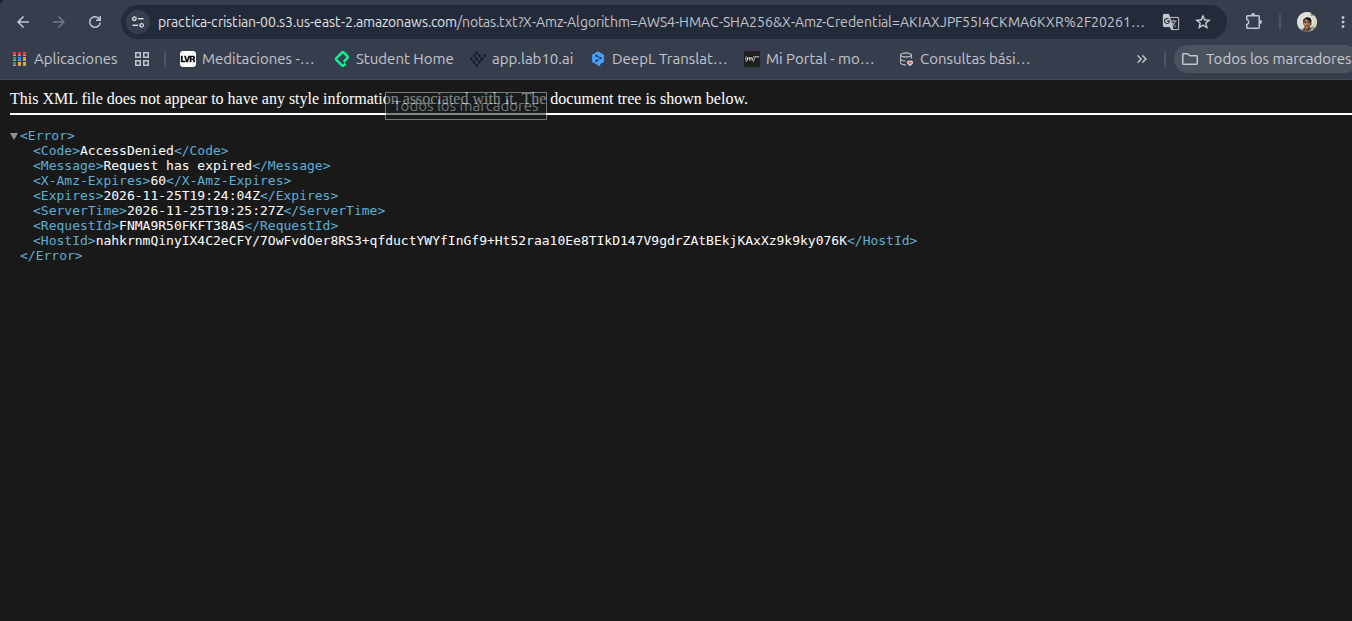 practica-cristian-00.s3.us-east-2.amazonaws.com/notas.txt?X-Amz-Algorithm=AWS4-HMAC-SHA256&X-Amz-Credential=AKIAXJPF55I4CKMA6KXR%2F20261...
Aplicaciones LVR Meditaciones -... Student Home app.lab10.ai DeepL Translat... Mi Portal - mo... Consultas bási... » Todos los marcadores
This XML file does not appear to have any style information associated with it. The document tree is shown below.
Todos los marcadores
<Error>
<Code>AccessDenied</Code>
<Message>Request has expired</Message>
<X-Amz-Expires>60</X-Amz-Expires>
<Expires>2026-11-25T19:24:04Z</Expires>
<ServerTime>2026-11-25T19:25:27Z</ServerTime>
<RequestId>FNMA9R50FKFT38AS</RequestId>
<HostId>nahkrnmQinyIX4C2eCFY/7OwFvdOer8RS3+qfductYWYfInGf9+Ht52raa10Ee8TIkD147V9gdrZAtBEkjKAxXz9k9ky076K</HostId>
</Error>